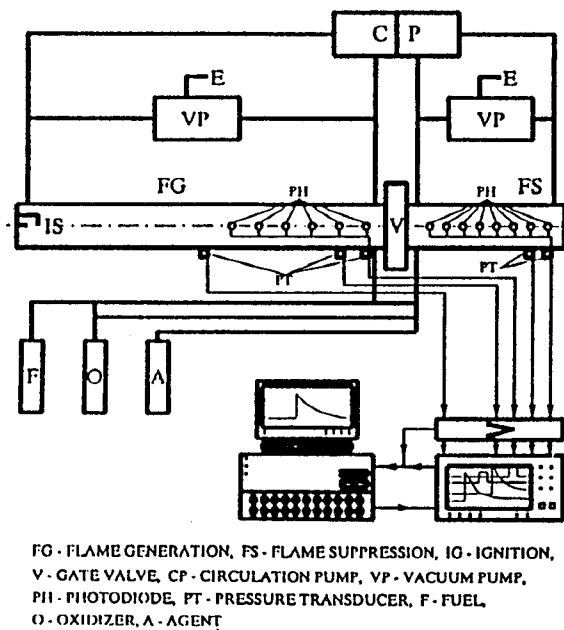 C P
E
E
VP
VP
FG
PH
PH
FS
IS
V
PT
PT
F
O
A
FG - FLAME GENERATION, FS - FLAME SUPPRESSION, IG - IGNITION,
V - GATE VALVE, CP - CIRCULATION PUMP, VP - VACUUM PUMP,
PH - PHOTODIODE, PT - PRESSURE TRANSDUCER, F - FUEL,
O - OXIDIZER, A - AGENT